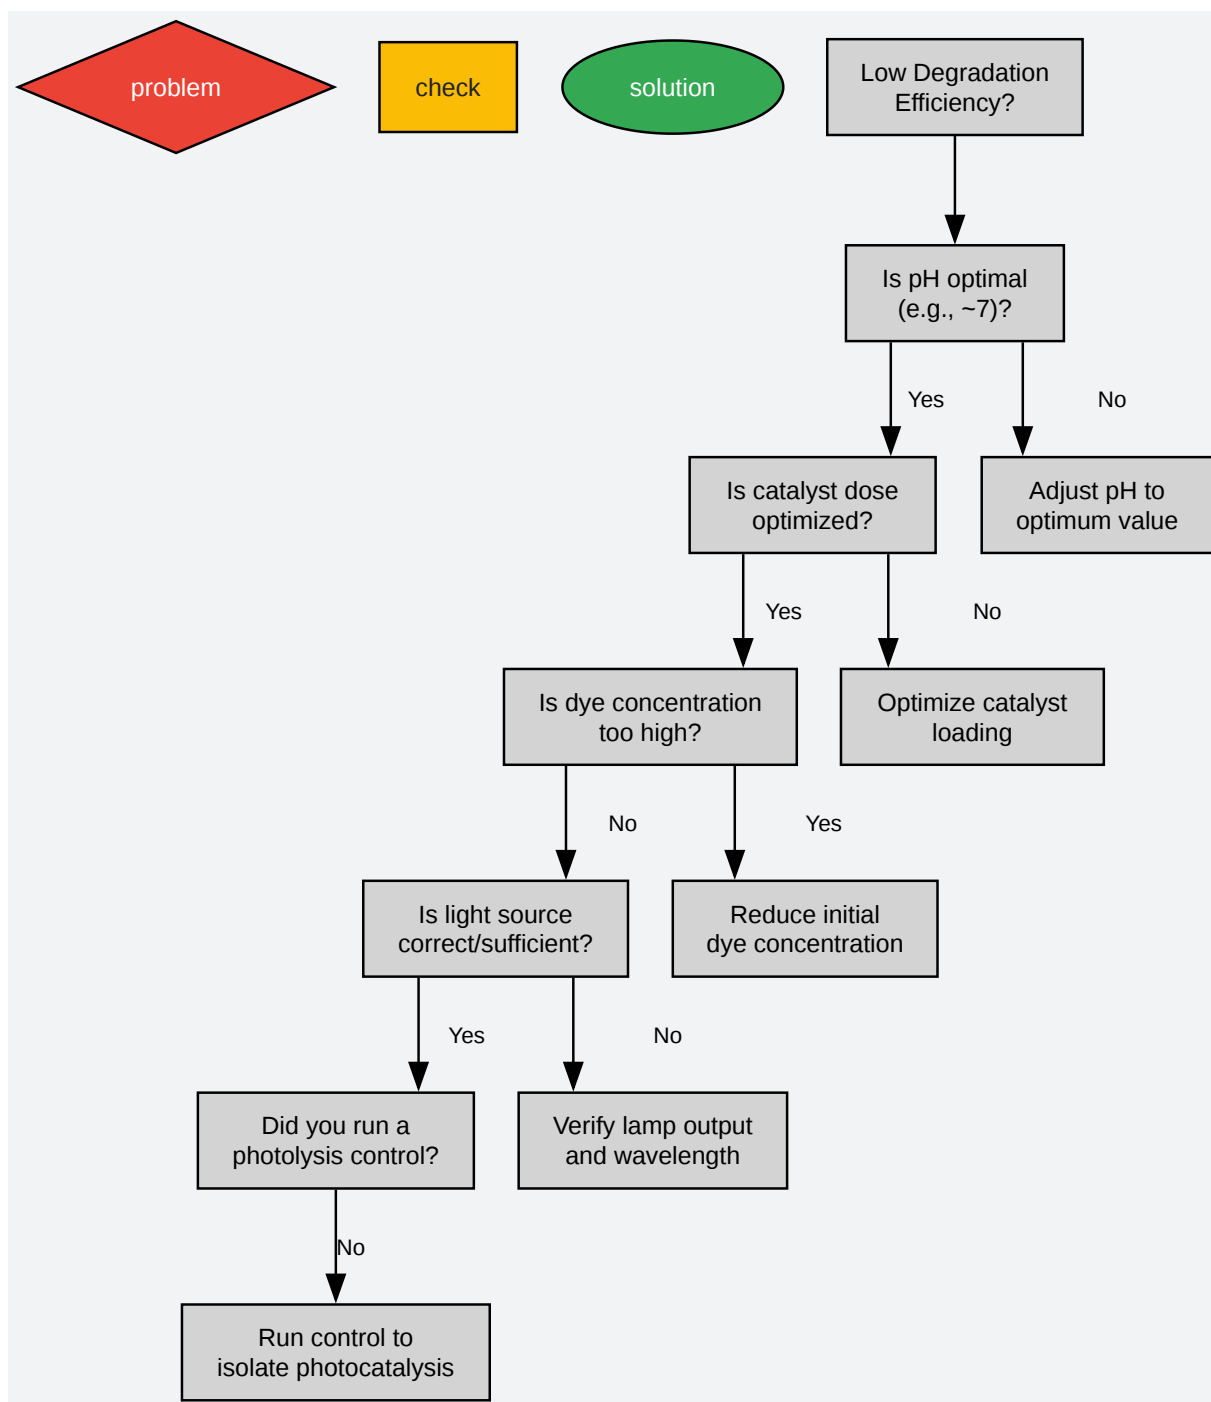 problem
check
solution
Low Degradation
Efficiency?
Is pH optimal
(e.g., ~7)?
Yes
No
Is catalyst dose
optimized?
Adjust pH to
optimum value
Yes
No
Is dye concentration
too high?
Optimize catalyst
loading
No
Yes
Is light source
correct/sufficient?
Reduce initial
dye concentration
Yes
No
Did you run a
photolysis control?
Verify lamp output
and wavelength
No
Run control to
isolate photocatalysis